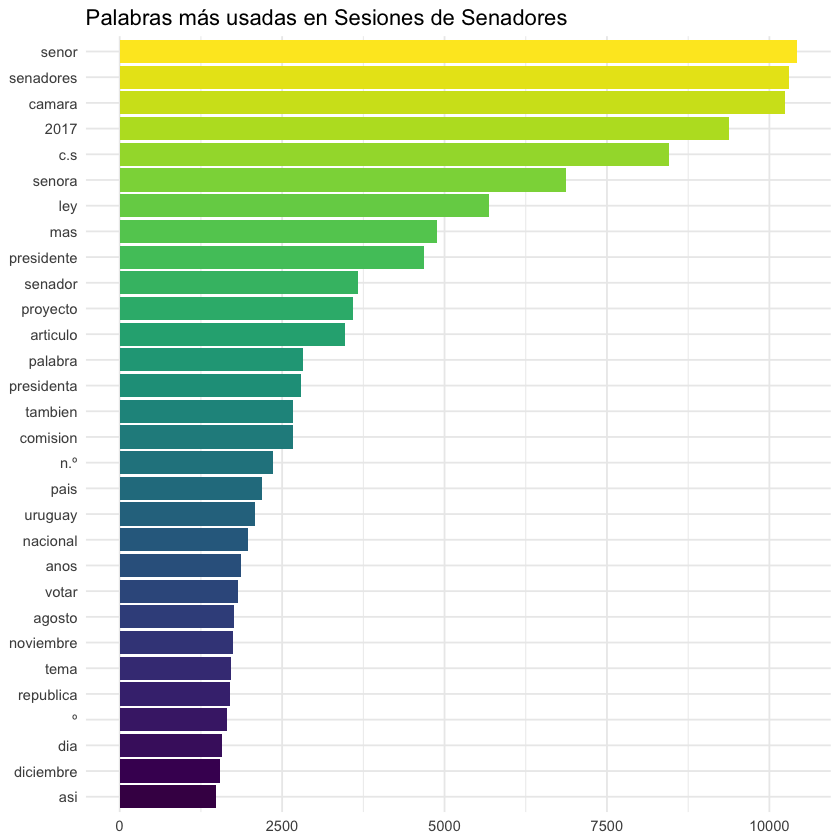 Palabras más usadas en Sesiones de Senadores
senor
senadores
camara
2017
c.s
senora
ley
mas
presidente
senador
proyecto
articulo
palabra
presidenta
tambien
comision
n.º
pais
uruguay
nacional
anos
votar
agosto
noviembre
tema
republica
º
dia
diciembre
asi
0 2500 5000 7500 10000